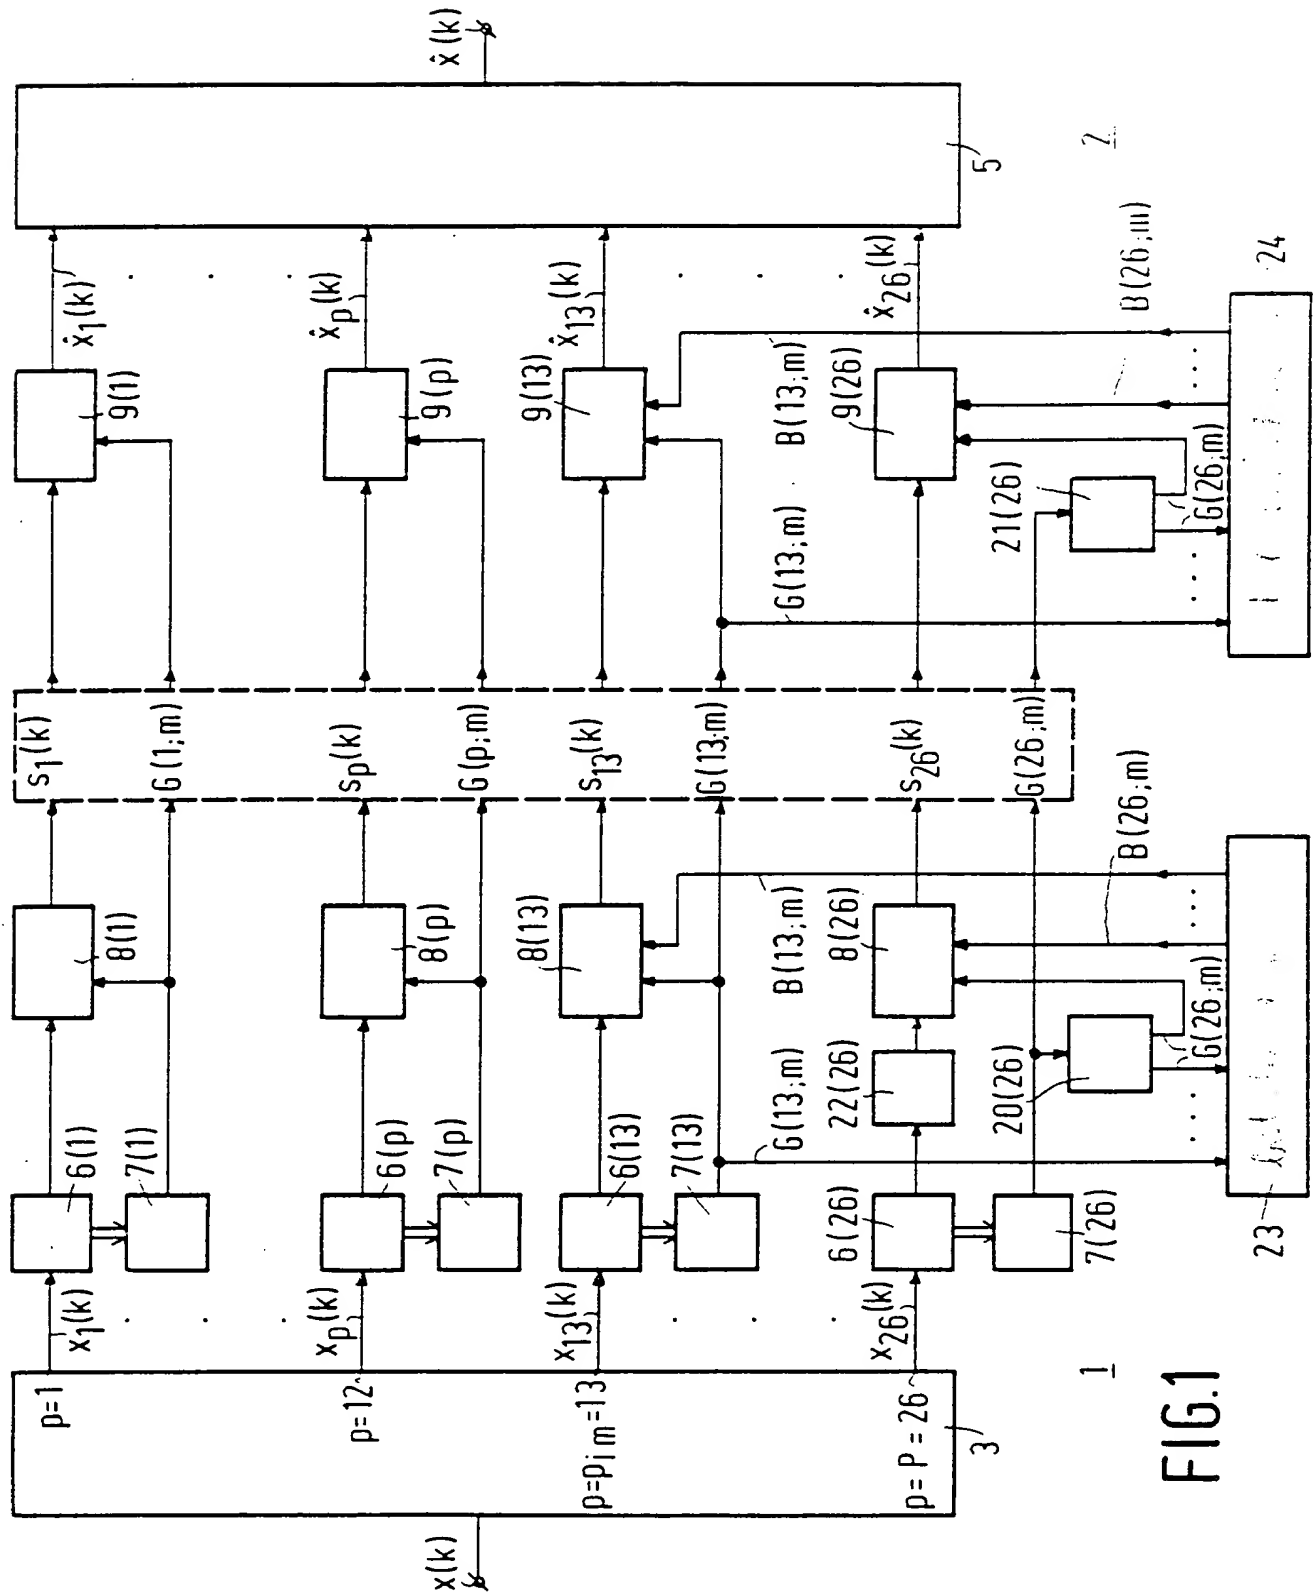 x(k)
p=1
p=12
p=pim=13
p=P=26
3
x1(k)
xp(k)
x13(k)
x26(k)
6(1)
7(1)
6(p)
7(p)
6(13)
7(13)
6(26)
7(26)
22(26)
20(26)
8(1)
8(p)
8(13)
8(26)
G(13;m)
B(13;m)
G(26;m)
B(26;m)
23
s1(k)
G(1;m)
sp(k)
G(p;m)
s13(k)
G(13;m)
s26(k)
G(26;m)
9(1)
9(p)
9(13)
9(26)
G(13;m)
B(13;m)
21(26)
G(26;m)
B(26;m)
24
x̂1(k)
x̂p(k)
x̂13(k)
x̂26(k)
5
x̂(k)
1
2
FIG.1